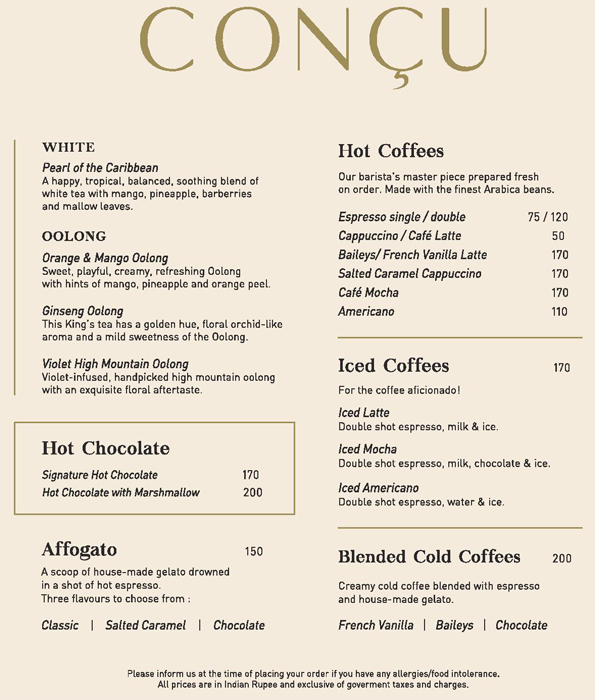 CONÇU
WHITE
Pearl of the Caribbean
A happy, tropical, balanced, soothing blend of
white tea with mango, pineapple, barberries
and mallow leaves.
OOLONG
Orange & Mango Oolong
Sweet, playful, creamy, refreshing Oolong
with hints of mango, pineapple and orange peel.
Ginseng Oolong
This King's tea has a golden hue, floral orchid-like
aroma and a mild sweetness of the Oolong.
Violet High Mountain Oolong
Violet-infused, handpicked high mountain oolong
with an exquisite floral aftertaste.
Hot Chocolate
Signature Hot Chocolate 170
Hot Chocolate with Marshmallow 200
Affogato 150
A scoop of house-made gelato drowned
in a shot of hot espresso.
Three flavours to choose from :
Classic | Salted Caramel | Chocolate
Hot Coffees
Our barista's master piece prepared fresh
on order. Made with the finest Arabica beans.
Espresso single / double 75 / 120
Cappuccino / Café Latte 50
Baileys/ French Vanilla Latte 170
Salted Caramel Cappuccino 170
Café Mocha 170
Americano 110
Iced Coffees 170
For the coffee aficionado!
Iced Latte
Double shot espresso, milk & ice.
Iced Mocha
Double shot espresso, milk, chocolate & ice.
Iced Americano
Double shot espresso, water & ice.
Blended Cold Coffees 200
Creamy cold coffee blended with espresso
and house-made gelato.
French Vanilla | Baileys | Chocolate
Please inform us at the time of placing your order if you have any allergies/food intolerance.
All prices are in Indian Rupee and exclusive of goverment taxes and charges.